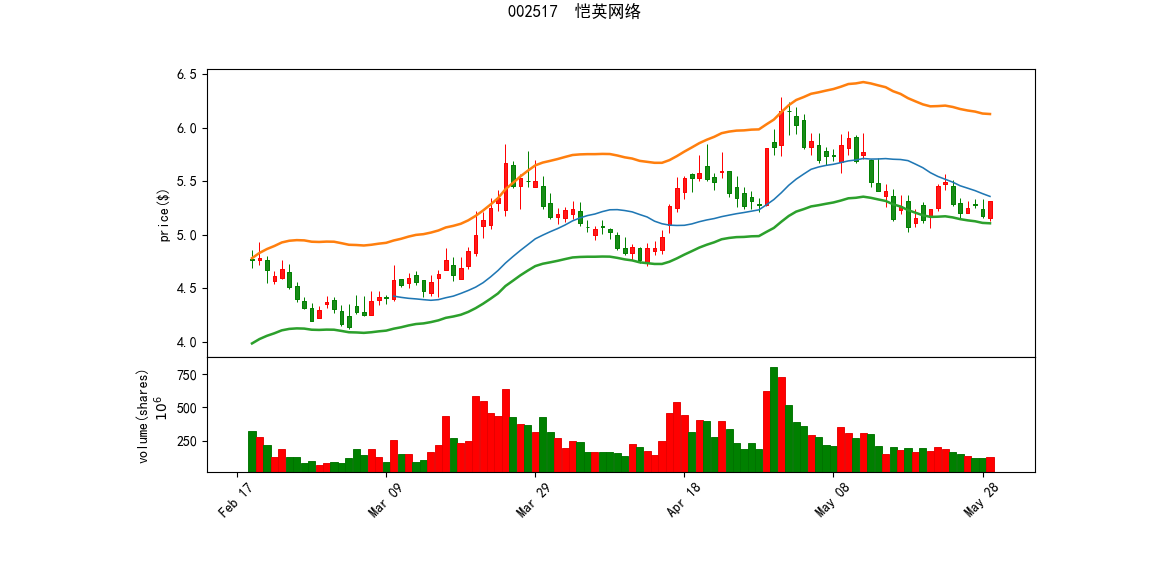 002517 恺英网络
6.5
6.0
5.5
5.0
4.5
4.0
price($)
750
500
250
volume(shares)
10^6
Feb 17
Mar 09
Mar 29
Apr 18
May 08
May 28